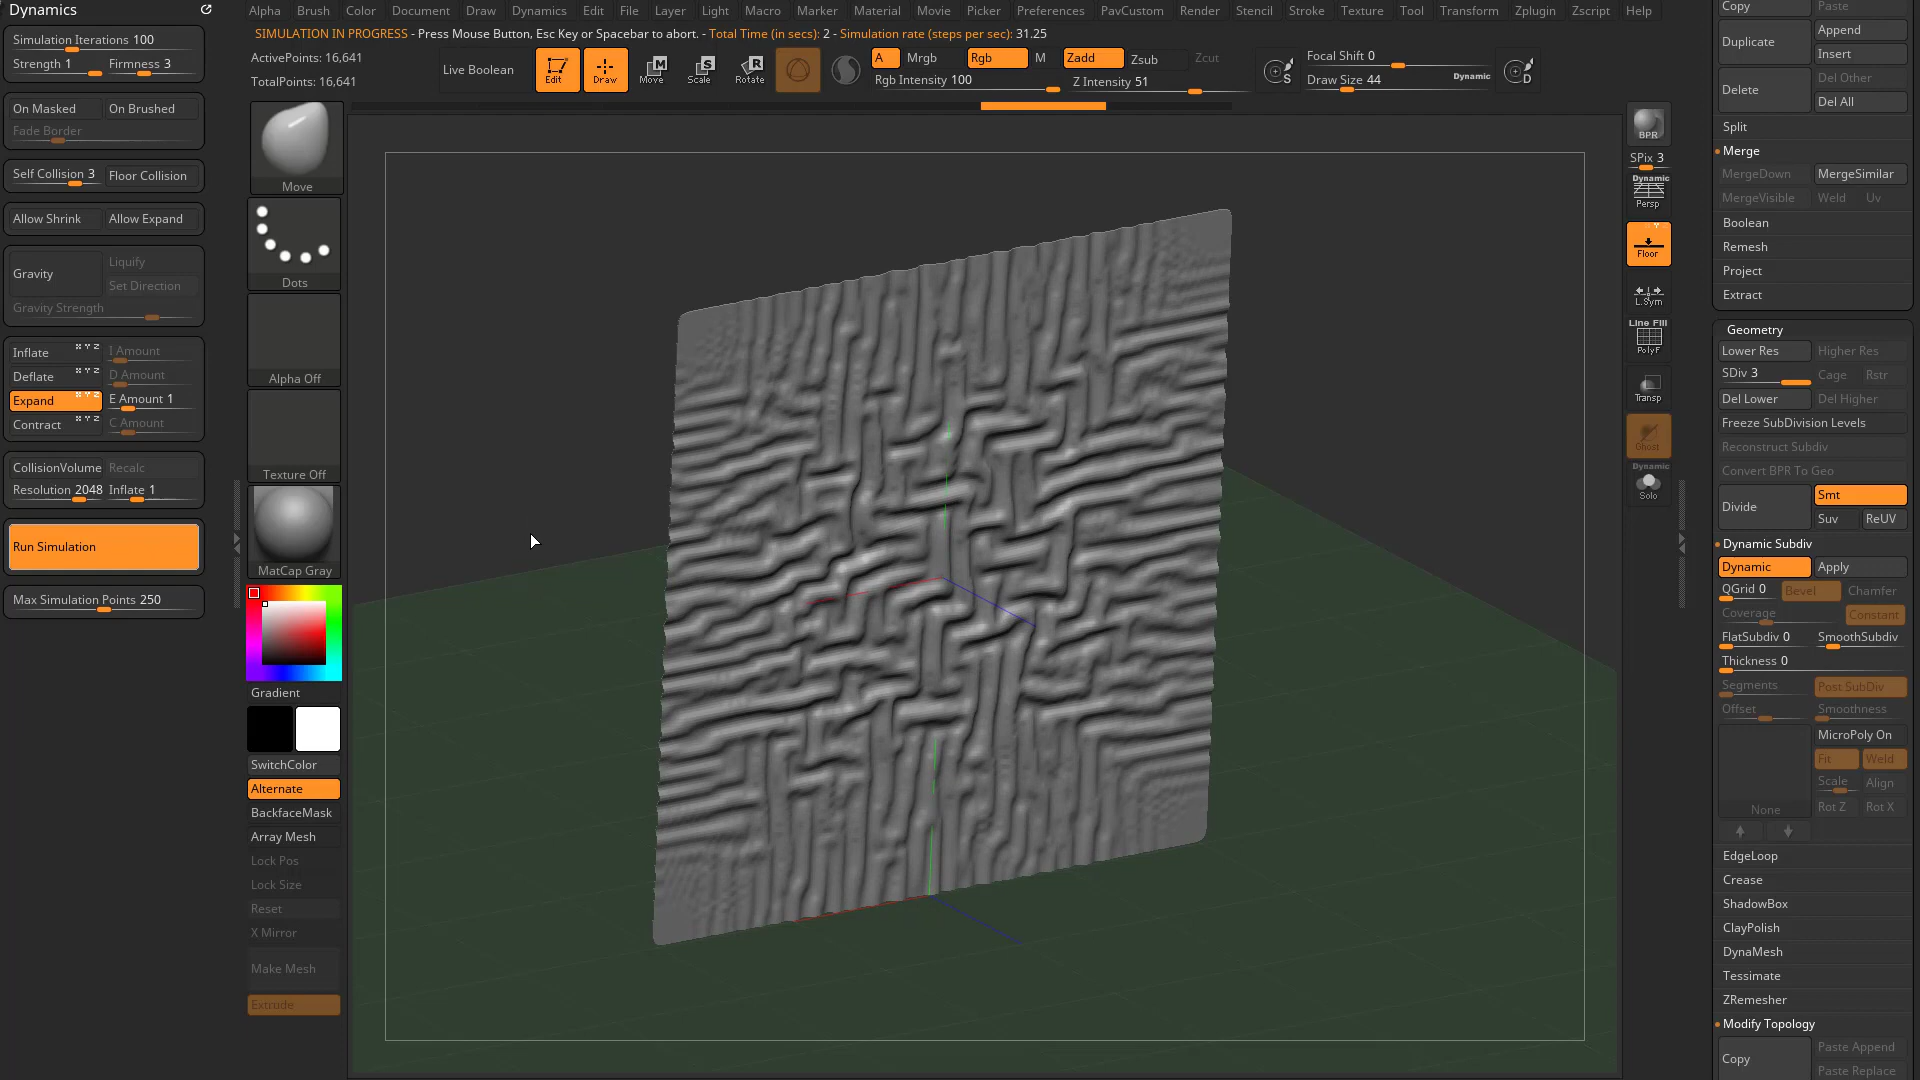 Dynamics
Alpha Brush Color Document Draw Dynamics Edit File Layer Light Macro Marker Material Movie Picker Preferences PavCustom Render Stencil Stroke Texture Tool Transform Zplugin Zscript Help
SIMULATION IN PROGRESS - Press Mouse Button, Esc Key or Spacebar to abort. - Total Time (in secs): 2 - Simulation rate (steps per sec): 31.25
ActivePoints: 16,641
TotalPoints: 16,641
Live Boolean
Edit
Draw
M
Move
S
Scale
R
Rotate
A Mrgb Rgb M Zadd Zsub Zcut
Rgb Intensity 100 Z Intensity 51
S
Focal Shift 0
Draw Size 44 Dynamic
D
Simulation Iterations 100
Strength 1 Firmness 3
On Masked On Brushed
Fade Border
Self Collision 3 Floor Collision
Allow Shrink Allow Expand
Gravity Liquify
Set Direction
Gravity Strength
Inflate X Y Z I Amount
Deflate X Y Z D Amount
Expand X Y Z E Amount 1
Contract X Y Z C Amount
CollisionVolume Recalc
Resolution 2048 Inflate 1
Run Simulation
Max Simulation Points 250
Move
Dots
Alpha Off
Texture Off
MatCap Gray
Gradient
SwitchColor
Alternate
BackfaceMask
Array Mesh
Lock Pos
Lock Size
Reset
X Mirror
Make Mesh
Extrude
BPR
SPix 3
Dynamic
Persp
Floor
L.Sym
Line Fill
PolyF
Transp
Ghost
Dynamic
Solo
Copy Paste
Duplicate Append
Insert
Delete Del Other
Del All
Split
Merge
MergeDown MergeSimilar
MergeVisible Weld Uv
Boolean
Remesh
Project
Extract
Geometry
Lower Res Higher Res
SDiv 3 Cage Rstr
Del Lower Del Higher
Freeze SubDivision Levels
Reconstruct Subdiv
Convert BPR To Geo
Divide Smt
Suv ReUV
Dynamic Subdiv
Dynamic Apply
QGrid 0 Bevel Chamfer
Coverage Constant
FlatSubdiv 0 SmoothSubdiv
Thickness 0
Segments Post SubDiv
Offset Smoothness
MicroPoly On
Fit Weld
Scale Align
None Rot Z Rot X
EdgeLoop
Crease
ShadowBox
ClayPolish
DynaMesh
Tessimate
ZRemesher
Modify Topology
Copy Paste Append
Paste Replace